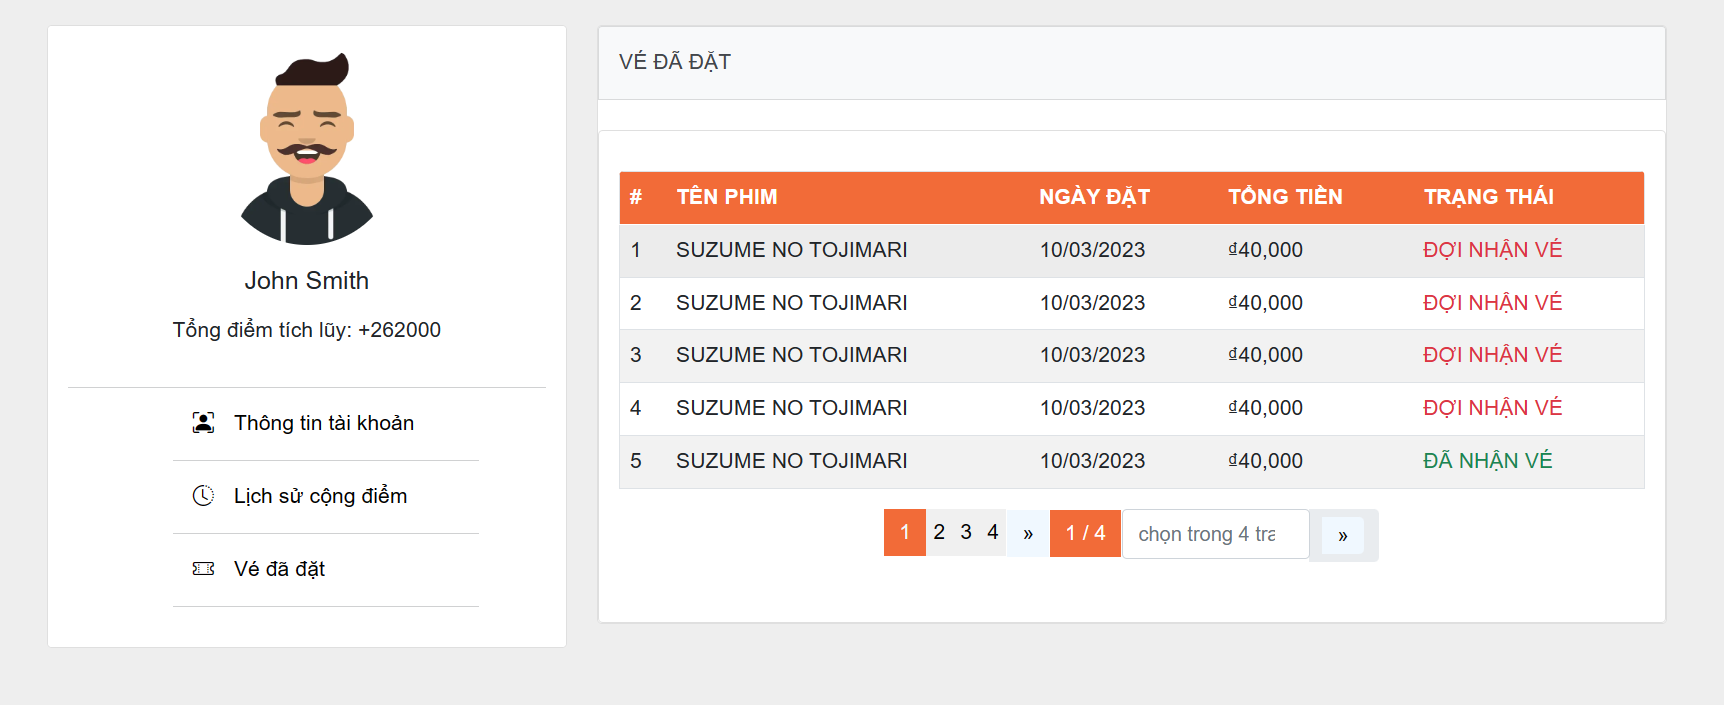 John Smith
Tổng điểm tích lũy: +262000
Thông tin tài khoản
Lịch sử cộng điểm
Vé đã đặt
VÉ ĐÃ ĐẶT
# TÊN PHIM NGÀY ĐẶT TỔNG TIỀN TRẠNG THÁI
1 SUZUME NO TOJIMARI 10/03/2023 ₫40,000 ĐỢI NHẬN VÉ
2 SUZUME NO TOJIMARI 10/03/2023 ₫40,000 ĐỢI NHẬN VÉ
3 SUZUME NO TOJIMARI 10/03/2023 ₫40,000 ĐỢI NHẬN VÉ
4 SUZUME NO TOJIMARI 10/03/2023 ₫40,000 ĐỢI NHẬN VÉ
5 SUZUME NO TOJIMARI 10/03/2023 ₫40,000 ĐÃ NHẬN VÉ
1 2 3 4 » 1 / 4 chọn trong 4 tra »